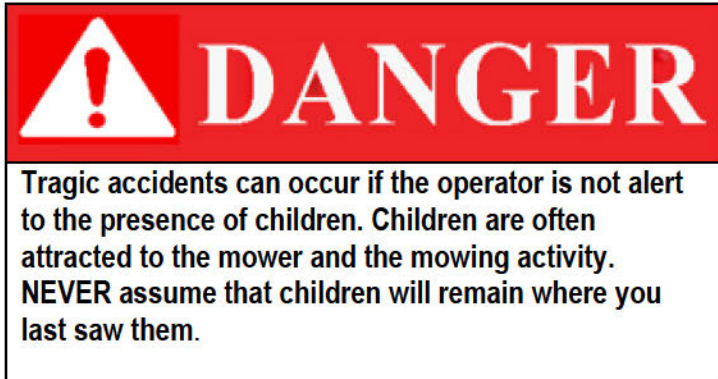 DANGER
Tragic accidents can occur if the operator is not alert
to the presence of children. Children are often
attracted to the mower and the mowing activity.
NEVER assume that children will remain where you
last saw them.